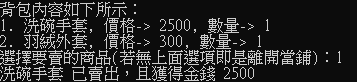 背包內容如下所示：
1. 洗碗手套, 價格-> 2500, 數量-> 1
2. 羽絨外套, 價格-> 300, 數量-> 1
選擇要賣的商品(若無上面選項即是離開當鋪)：1
洗碗手套 已賣出, 且獲得金錢 2500